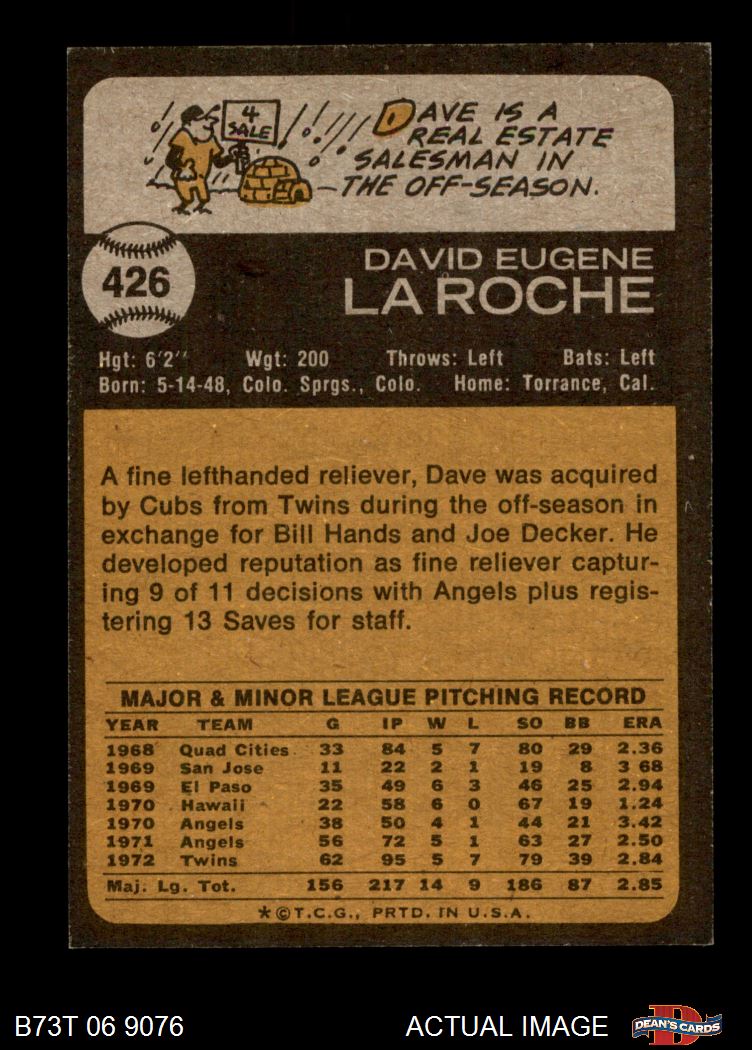 4
SALE
DAVE IS A
REAL ESTATE
SALESMAN IN
THE OFF-SEASON.
426
DAVID EUGENE
LA ROCHE
Hgt: 6'2" Wgt: 200 Throws: Left Bats: Left
Born: 5-14-48, Colo. Sprgs., Colo. Home: Torrance, Cal.
A fine lefthanded reliever, Dave was acquired
by Cubs from Twins during the off-season in
exchange for Bill Hands and Joe Decker. He
developed reputation as fine reliever captur-
ing 9 of 11 decisions with Angels plus regis-
tering 13 Saves for staff.
MAJOR & MINOR LEAGUE PITCHING RECORD
YEAR TEAM G IP W L SO BB ERA
1968 Quad Cities 33 84 5 7 80 29 2.36
1969 San Jose 11 22 2 1 19 8 3 68
1969 El Paso 35 49 6 3 46 25 2.94
1970 Hawaii 22 58 6 0 67 19 1.24
1970 Angels 38 50 4 1 44 21 3.42
1971 Angels 56 72 5 1 63 27 2.50
1972 Twins 62 95 5 7 79 39 2.84
Maj. Lg. Tot. 156 217 14 9 186 87 2.85
*©T.C.G., PRTD. IN U.S.A.
B73T 06 9076 ACTUAL IMAGE D DEAN'S CARDS